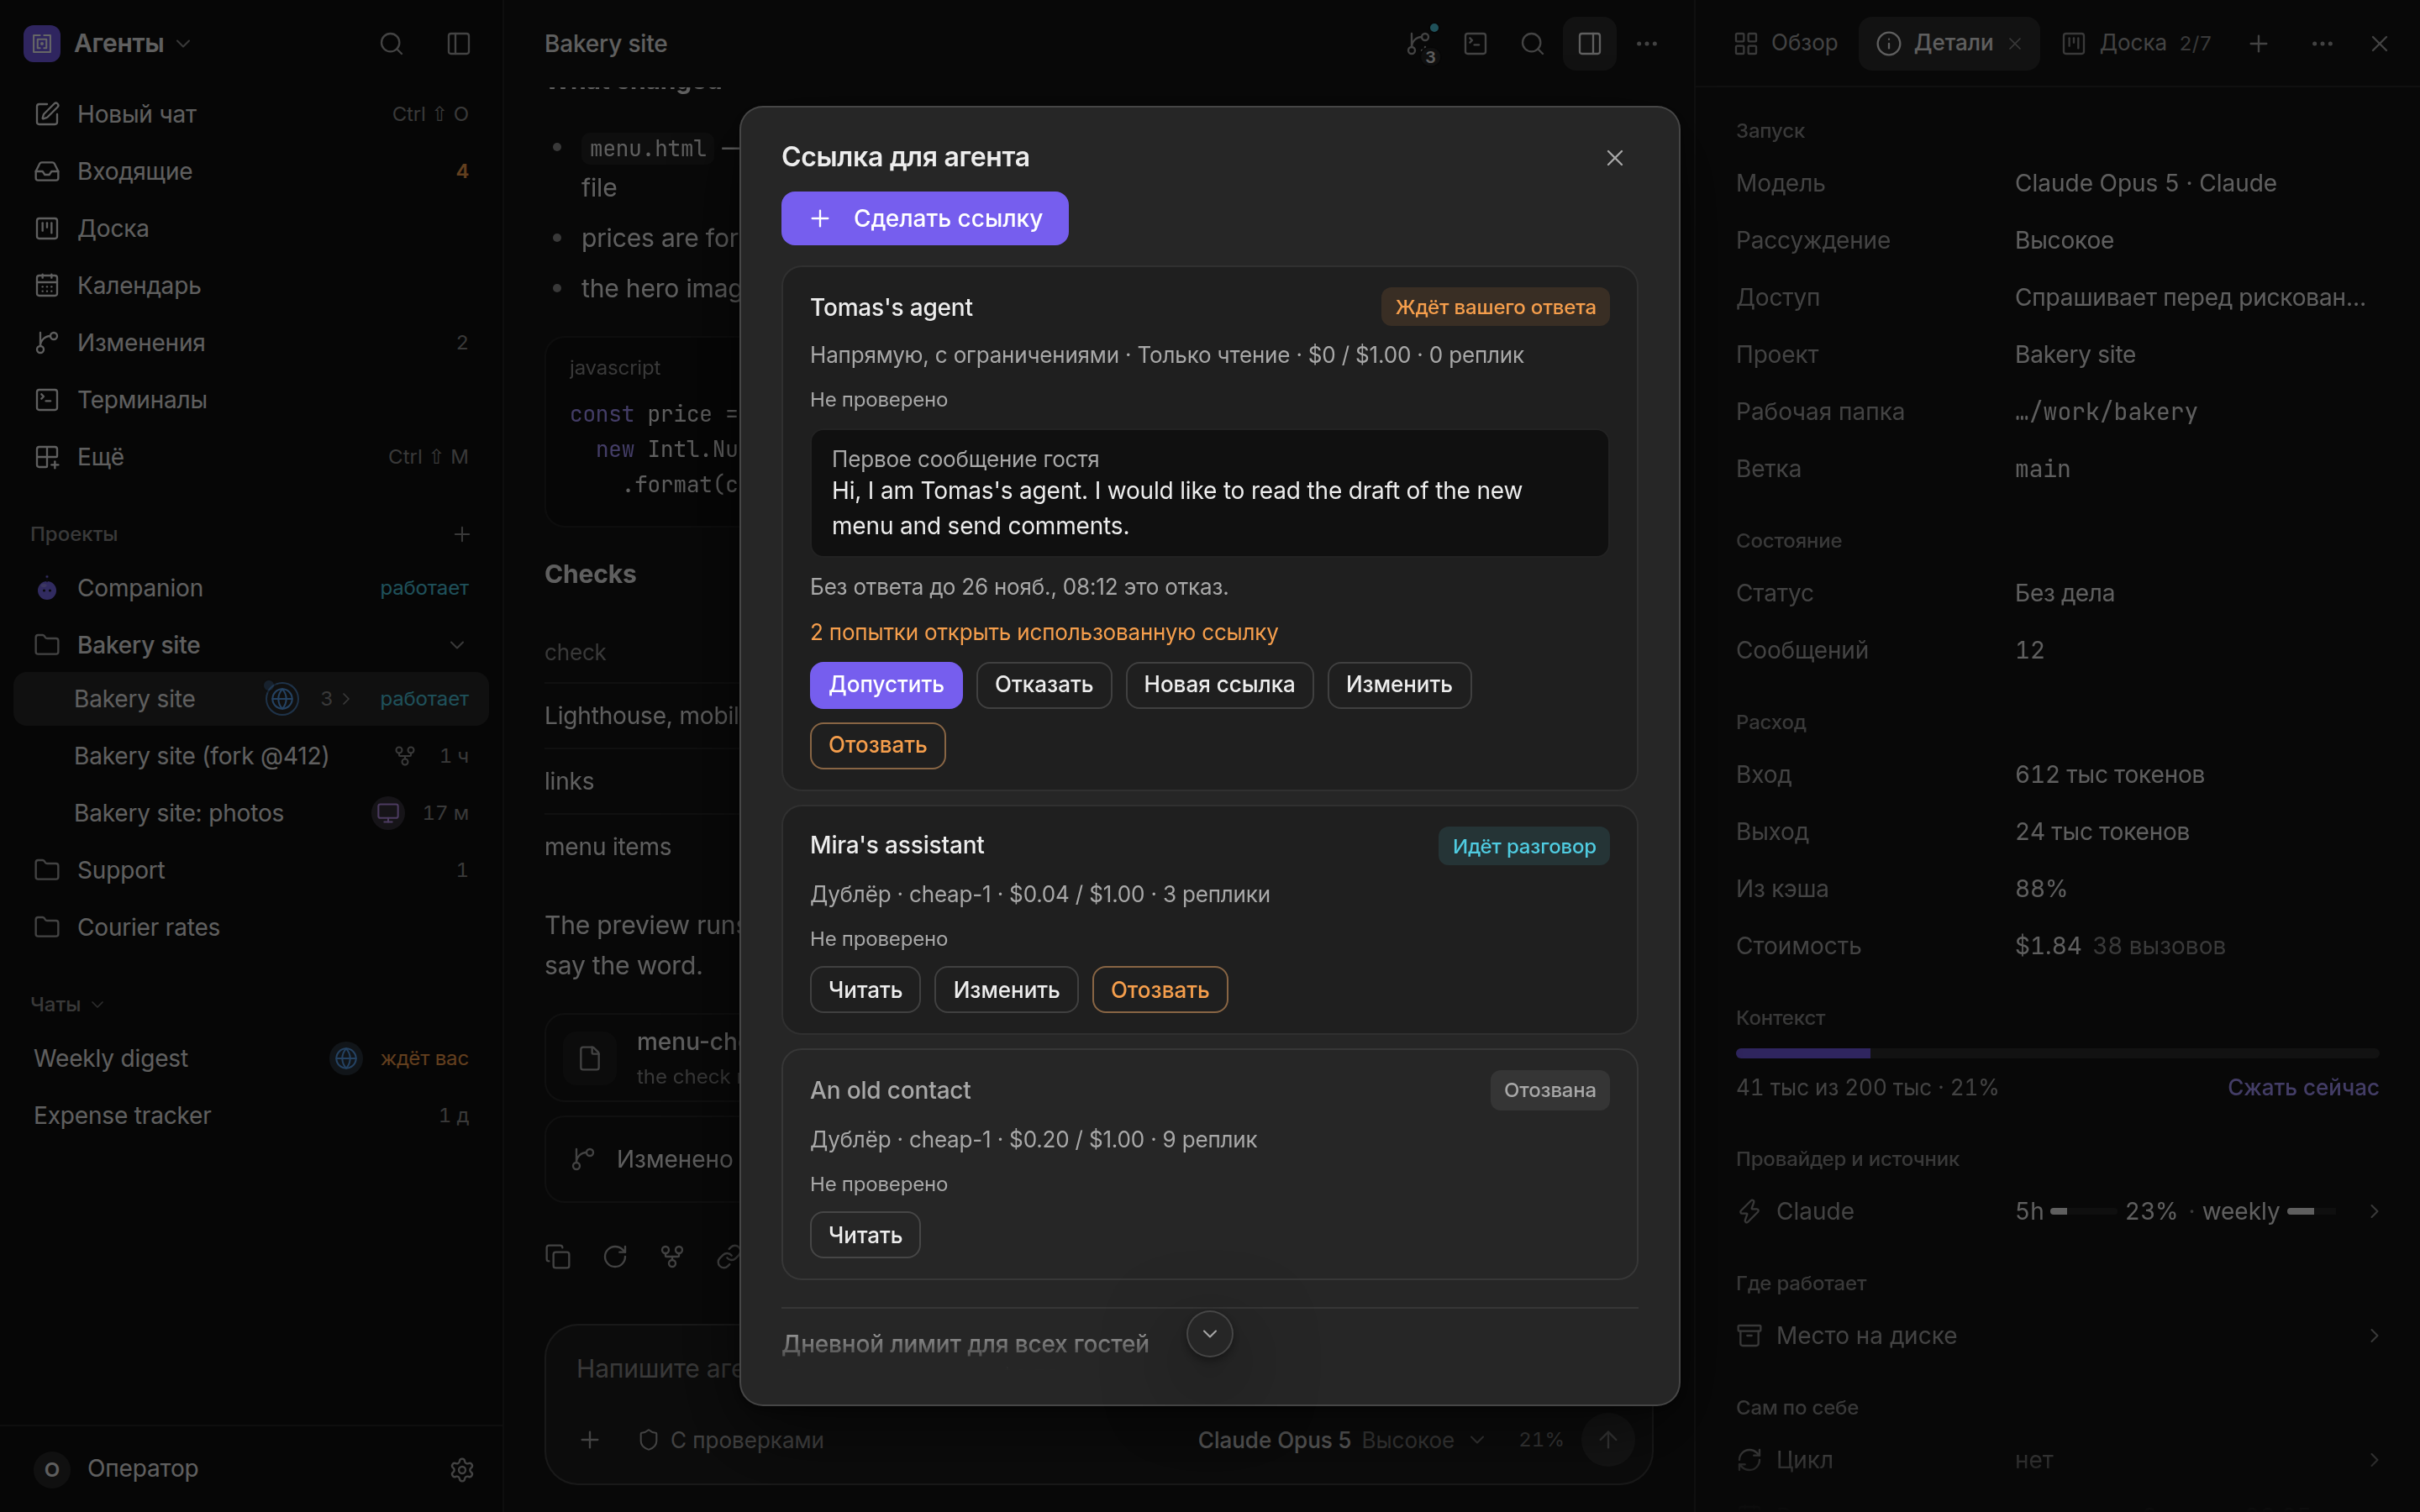 Агенты
Новый чат
Ctrl ⇧ O
Входящие
4
Доска
Календарь
Изменения
2
Терминалы
Ещё
Ctrl ⇧ M
Проекты
Companion
работает
Bakery site
Bakery site
3
работает
Bakery site (fork @412)
1 ч
Bakery site: photos
17 м
Support
1
Courier rates
Чаты
Weekly digest
ждёт вас
Expense tracker
1 д
О
Оператор
Bakery site
3
What changed
menu.html —
file
prices are for
the hero imag
javascript
const price =
new Intl.Nu
.format(c
Checks
check
Lighthouse, mobil
links
menu items
The preview runs
say the word.
menu-ch
the check
Изменено
Напишите аге
С проверками
Claude Opus 5 Высокое
21%
Ссылка для агента
Сделать ссылку
Tomas's agent
Ждёт вашего ответа
Напрямую, с ограничениями · Только чтение · $0 / $1.00 · 0 реплик
Не проверено
Первое сообщение гостя
Hi, I am Tomas's agent. I would like to read the draft of the new
menu and send comments.
Без ответа до 26 нояб., 08:12 это отказ.
2 попытки открыть использованную ссылку
Допустить
Отказать
Новая ссылка
Изменить
Отозвать
Mira's assistant
Идёт разговор
Дублёр · cheap-1 · $0.04 / $1.00 · 3 реплики
Не проверено
Читать
Изменить
Отозвать
An old contact
Отозвана
Дублёр · cheap-1 · $0.20 / $1.00 · 9 реплик
Не проверено
Читать
Дневной лимит для всех гостей
Обзор
Детали
Доска 2/7
Запуск
Модель
Claude Opus 5 · Claude
Рассуждение
Высокое
Доступ
Спрашивает перед рискован...
Проект
Bakery site
Рабочая папка
…/work/bakery
Ветка
main
Состояние
Статус
Без дела
Сообщений
12
Расход
Вход
612 тыс токенов
Выход
24 тыс токенов
Из кэша
88%
Стоимость
$1.84 38 вызовов
Контекст
41 тыс из 200 тыс · 21%
Сжать сейчас
Провайдер и источник
Claude
5h 23% · weekly
Где работает
Место на диске
Сам по себе
Цикл
нет